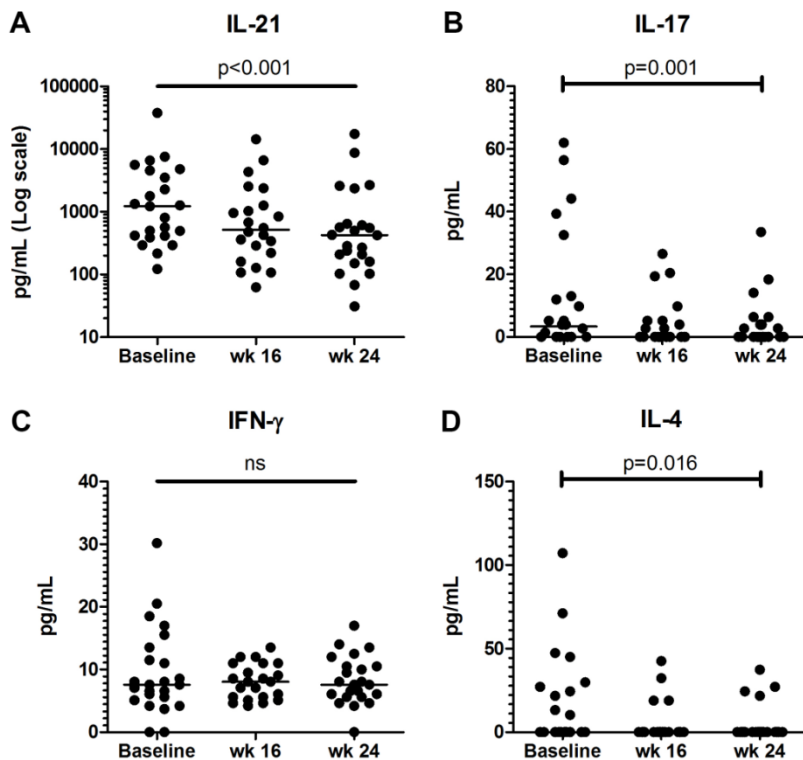 A
IL-21
p<0.001
pg/mL (Log scale)
100000
10000
1000
100
10
Baseline wk 16 wk 24
B
IL-17
p=0.001
pg/mL
80
60
40
20
0
Baseline wk 16 wk 24
C
IFN-γ
ns
pg/mL
40
30
20
10
0
Baseline wk 16 wk 24
D
IL-4
p=0.016
pg/mL
150
100
50
0
Baseline wk 16 wk 24